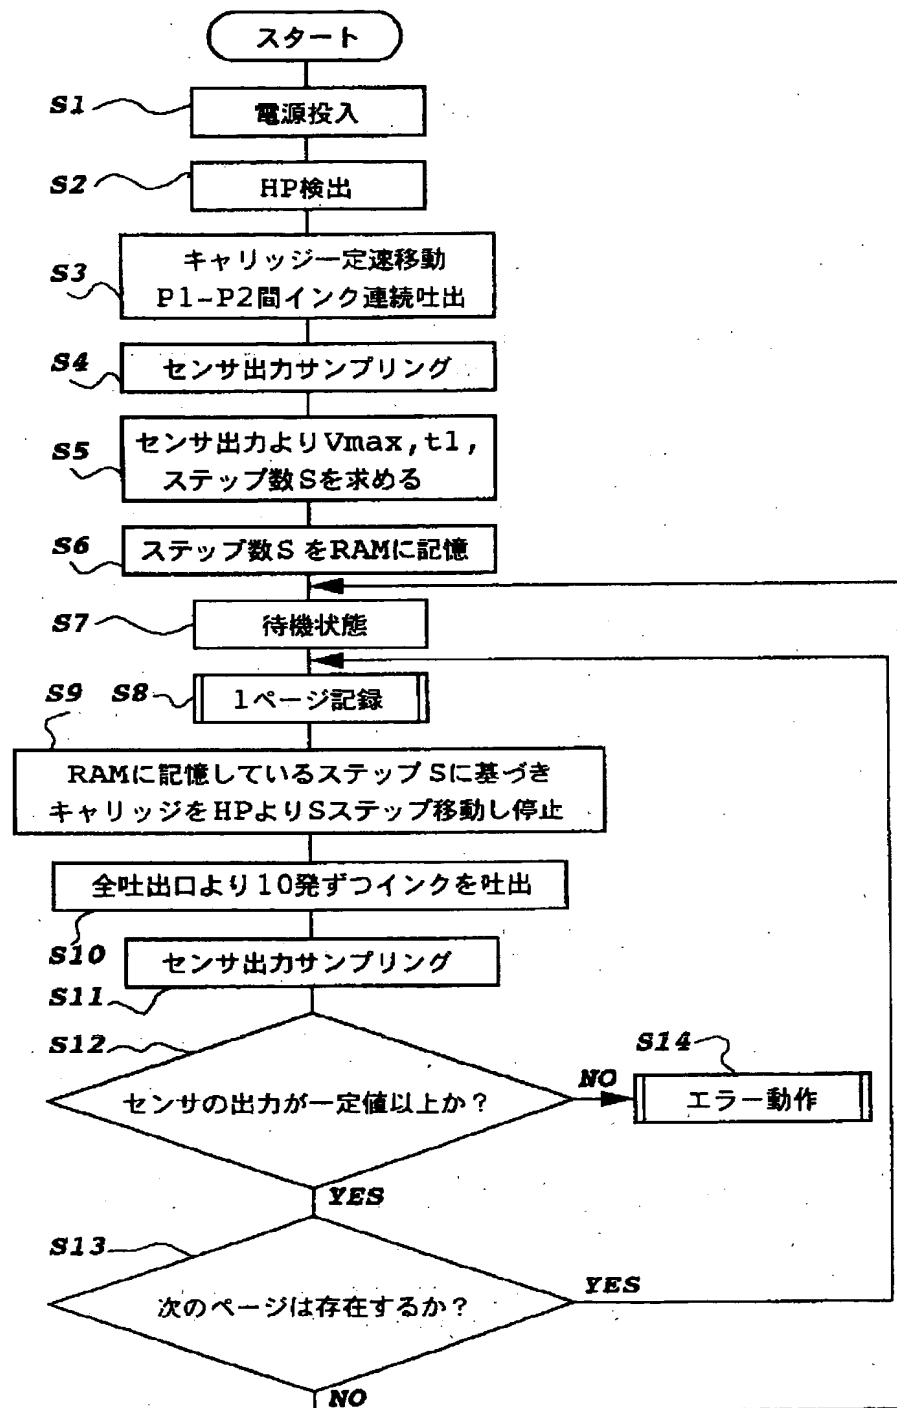 スタート
S1
電源投入
S2
HP検出
S3
キャリッジ一定速移動
P1-P2間インク連続吐出
S4
センサ出力サンプリング
S5
センサ出力よりVmax,t1,
ステップ数Sを求める
S6
ステップ数SをRAMに記憶
S7
待機状態
S9
S8
1ページ記録
RAMに記憶しているステップSに基づき
キャリッジをHPよりSステップ移動し停止
全吐出口より10発ずつインクを吐出
S10
センサ出力サンプリング
S11
S12
センサの出力が一定値以上か?
NO
S14
エラー動作
YES
S13
次のページは存在するか?
YES
NO